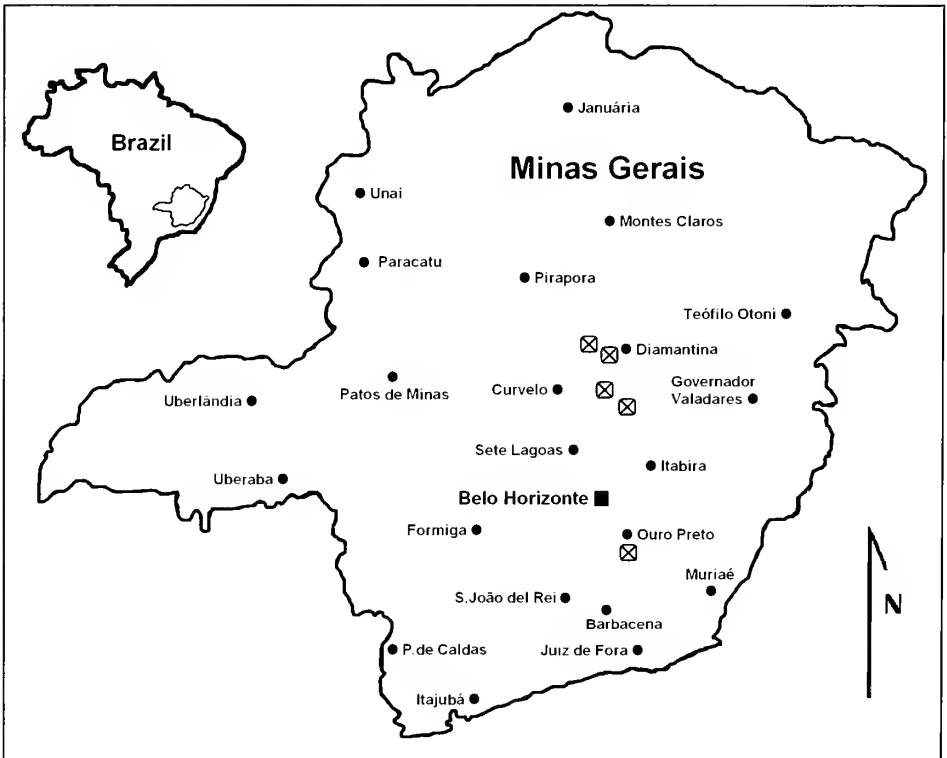 Januária
Brazil
Minas Gerais
Unai
Montes Claros
Paracatu
Pirapora
Teófilo Otoni
Diamantina
Patos de Minas
Curvelo
Governador
Valadares
Uberlándia
Sete Lagoas
Itabira
Uberaba
Belo Horizonte
Formiga
Ouro Preto
Muriaé
S.João del Rei
N
Barbacena
P.de Caldas
Juiz de Fora
Itajubá